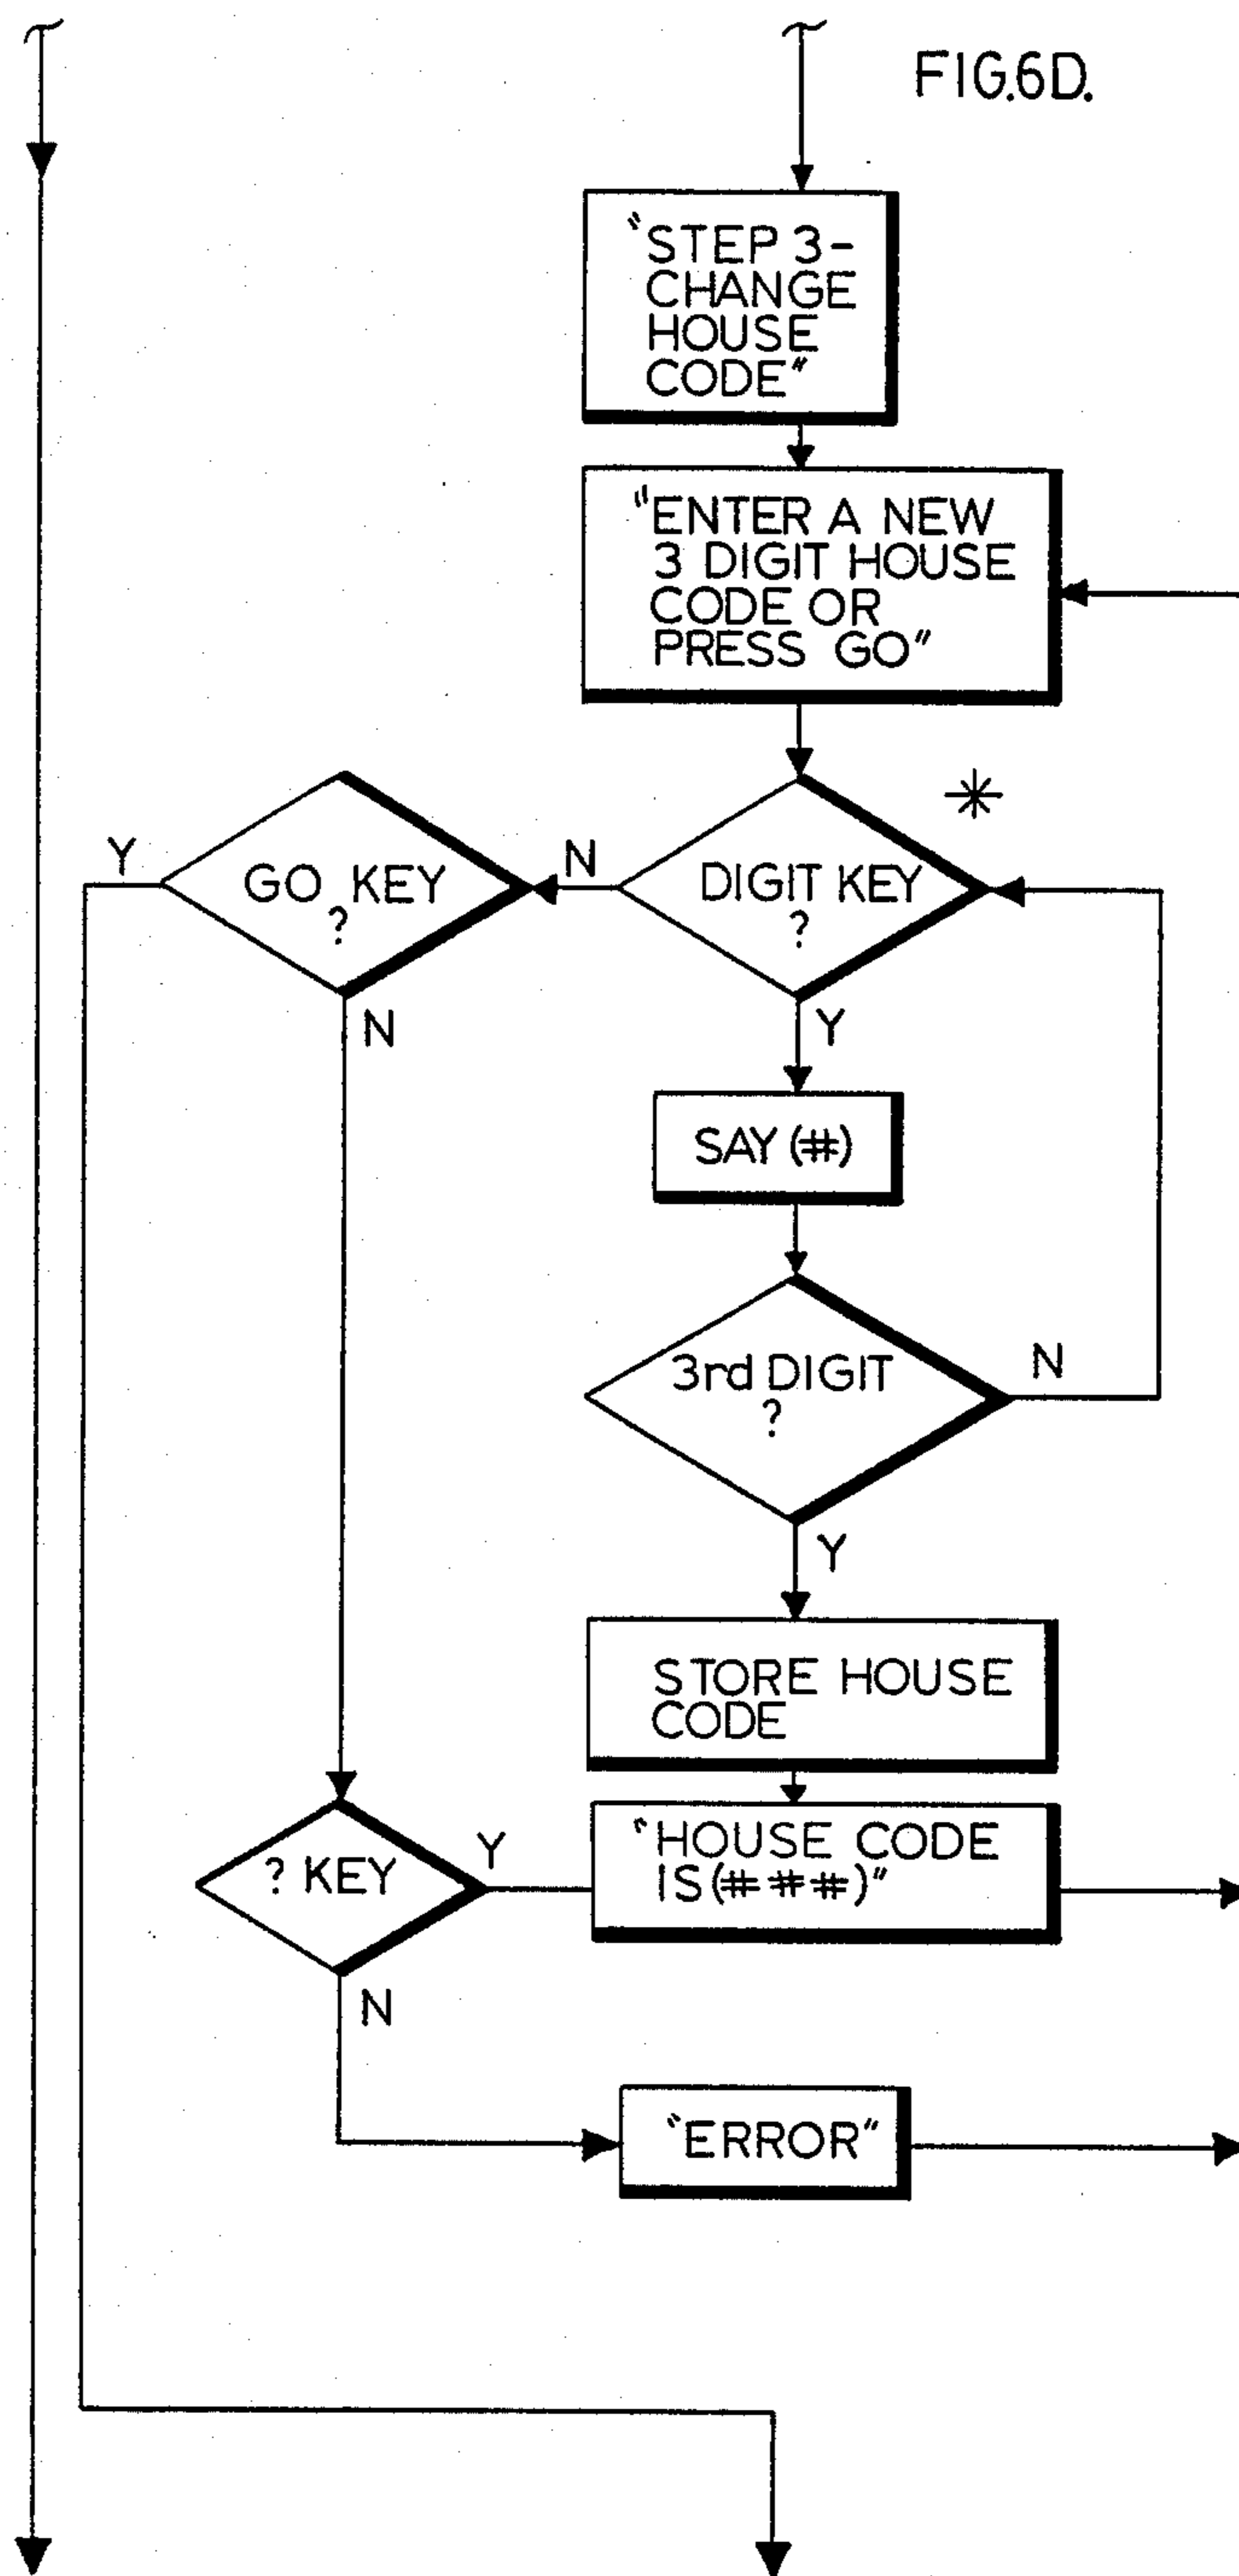 FIG.6D.
"STEP 3-
CHANGE
HOUSE
CODE"
"ENTER A NEW
3 DIGIT HOUSE
CODE OR
PRESS GO"
*
Y
GO KEY
?
N
DIGIT KEY
?
N
Y
SAY (#)
3rd DIGIT
?
N
Y
STORE HOUSE
CODE
? KEY
Y
"HOUSE CODE
IS (# # #)"
N
"ERROR"